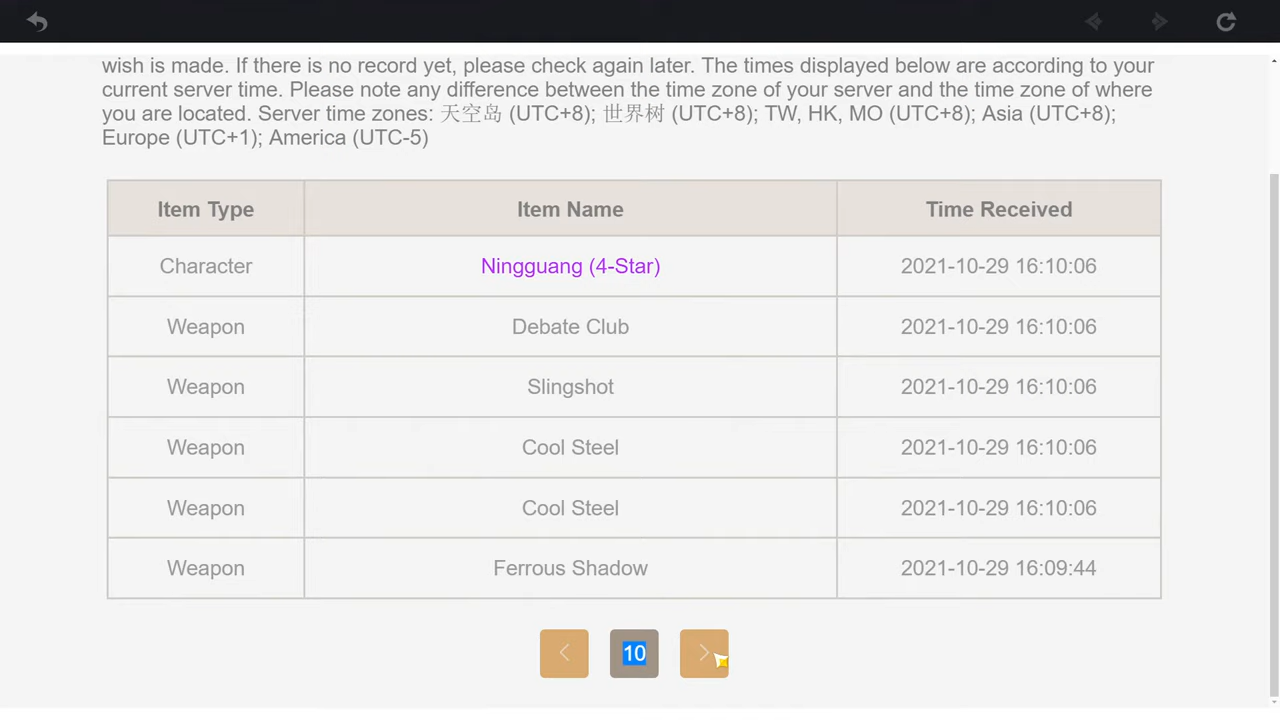 wish is made. If there is no record yet, please check again later. The times displayed below are according to your
current server time. Please note any difference between the time zone of your server and the time zone of where
you are located. Server time zones: 天空岛 (UTC+8); 世界树 (UTC+8); TW, HK, MO (UTC+8); Asia (UTC+8);
Europe (UTC+1); America (UTC-5)
Item Type Item Name Time Received
Character Ningguang (4-Star) 2021-10-29 16:10:06
Weapon Debate Club 2021-10-29 16:10:06
Weapon Slingshot 2021-10-29 16:10:06
Weapon Cool Steel 2021-10-29 16:10:06
Weapon Cool Steel 2021-10-29 16:10:06
Weapon Ferrous Shadow 2021-10-29 16:09:44
10